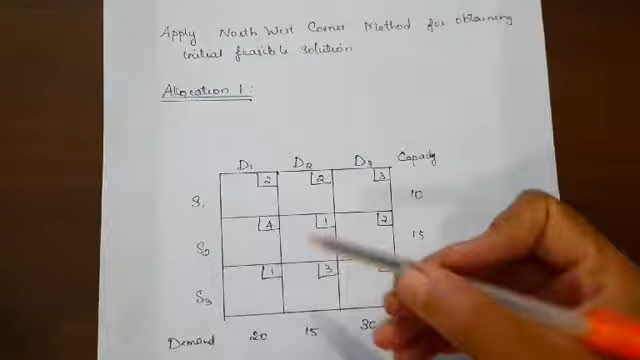 Apply North West Corner Method for obtaining
initial feasible solution
Allocation 1:
D1 D2 D3 Capacity
S1 2 2 3 10
S2 4 1 2 15
S3 1 3
Demand 20 15 30